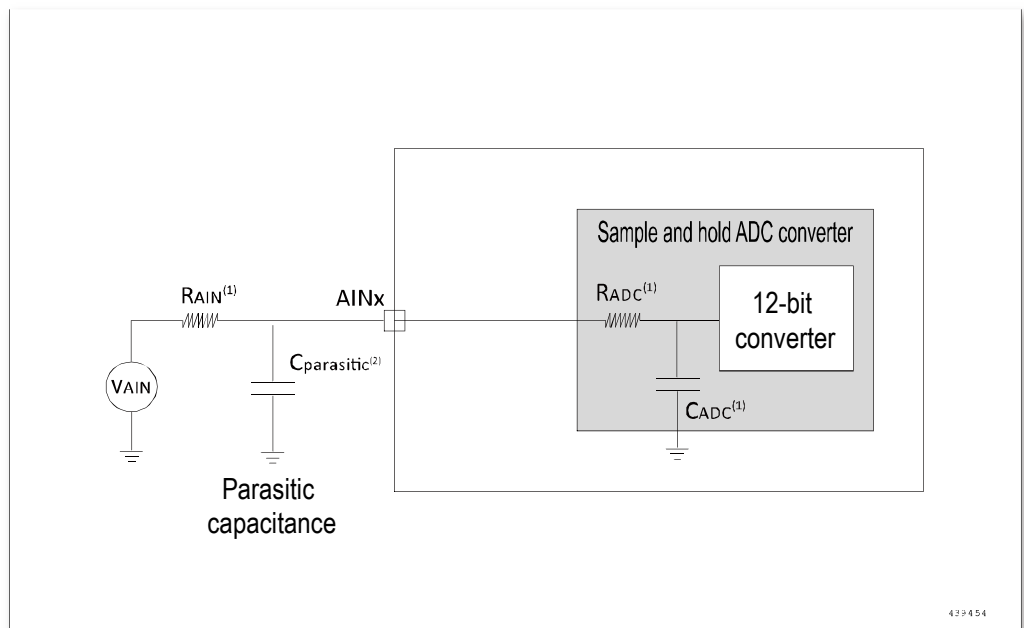 Sample and hold ADC converter
RAIN(1)
AINx
RADC(1)
12-bit
converter
Cparasitic(2)
VAIN
CADC(1)
Parasitic
capacitance
439454